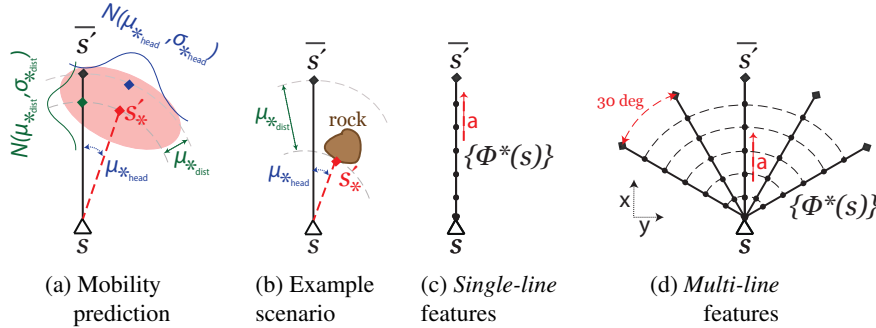 N(μ*head, σ*head)
s̅′
N(μ*dist, σ*dist)
s′*
μ*head
μ*dist
s
(a) Mobility
prediction
s̅′
μ*dist
rock
μ*head
s′*
s
(b) Example
scenario
s̅′
a
{Φ*(s)}
s
(c) Single-line
features
s̅′
30 deg
a
{Φ*(s)}
x
y
s
(d) Multi-line
features